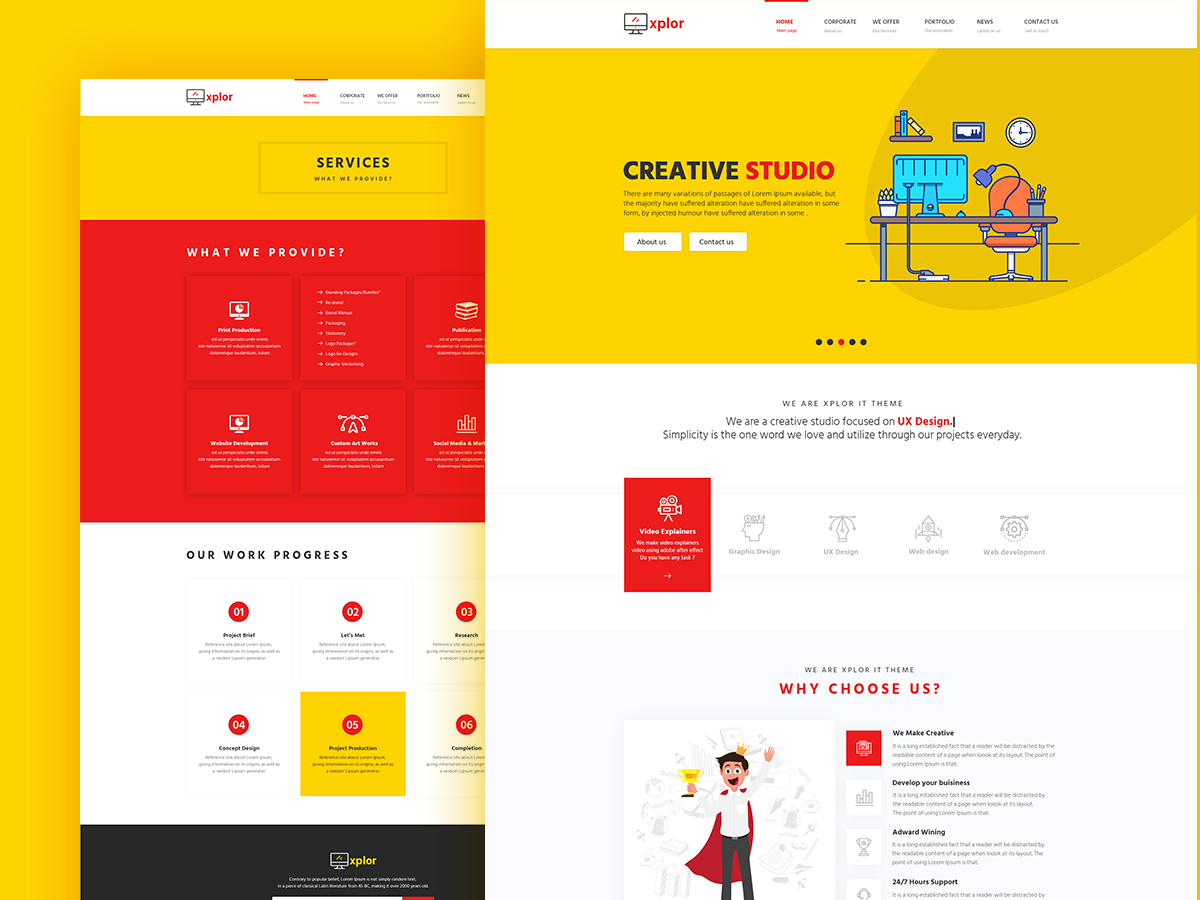 xplor
HOME
Main page
CORPORATE
About us
WE OFFER
Our Services
PORTFOLIO
Our associates
NEWS
Latest on us
SERVICES
WHAT WE PROVIDE?
WHAT WE PROVIDE?
Print Production
ed ut perspiciatis unde omnis
iste natuserror sit voluptatem accusantium
doloremque laudantium, totam
Branding Packages/Bundles*
Re-brand
Brand Manual
Packaging
Stationery
Logo Packages*
Logo Re-Designs
Graphic Vectorising
Publication
ed ut perspiciatis unde
iste natuserror sit voluptatem
doloremque laudantium,
Website Development
ed ut perspiciatis unde omnis
iste natuserror sit voluptatem accusantium
doloremque laudantium, totam
Custom Art Works
ed ut perspiciatis unde omnis
iste natuserror sit voluptatem accusantium
doloremque laudantium, totam
Social Media & Mark
ed ut perspiciatis unde
iste natuserror sit voluptatem
doloremque laudantium,
OUR WORK PROGRESS
01
Project Brief
Reference site about Lorem Ipsum,
giving information on its origins, as well as
a random Lipsum generator.
02
Let's Met
Reference site about Lorem Ipsum,
giving information on its origins, as well as
a random Lipsum generator.
03
Research
Reference site about Lorem
giving information on its origins,
a random Lipsum
04
Concept Design
Reference site about Lorem Ipsum,
giving information on its origins, as well as
a random Lipsum generator.
05
Project Production
Reference site about Lorem Ipsum,
giving information on its origins, as well as
a random Lipsum generator.
06
Completion
Reference site about Lorem
giving information on its origins,
a random Lipsum
xplor
Contrary to popular belief, Lorem Ipsum is not simply random text,
in a piece of classical Latin literature from 45 BC, making it over 2000 years old.
xplor
HOME
Main page
CORPORATE
About us
WE OFFER
Our Services
PORTFOLIO
Our associates
NEWS
Latest on us
CONTACT US
Get in touch
CREATIVE STUDIO
There are many variations of passages of Lorem Ipsum available, but
the majority have suffered alteration have suffered alteration in some
form, by injected humour have suffered alteration in some .
About us
Contact us
WE ARE XPLOR IT THEME
We are a creative studio focused on UX Design.|
Simplicity is the one word we love and utilize through our projects everyday.
Video Explainers
We make video explainers
video using adobe after effect
Do you have any task ?
Graphic Design
UX Design
Web design
Web development
WE ARE XPLOR IT THEME
WHY CHOOSE US?
We Make Creative
It is a long established fact that a reader will be distracted by the
readable content of a page when loook at its layout. The point of
using Lorem Ipsum is that.
Develop your buisiness
It is a long established fact that a reader will be distracted by
the readable content of a page when loook at its layout.
The point of using Lorem Ipsum is that.
Adward Wining
It is a long established fact that a reader will be distracted by
the readable content of a page when loook at its layout. The
point of using Lorem Ipsum is that.
24/7 Hours Support
It is a long established fact that a reader will be distracted by